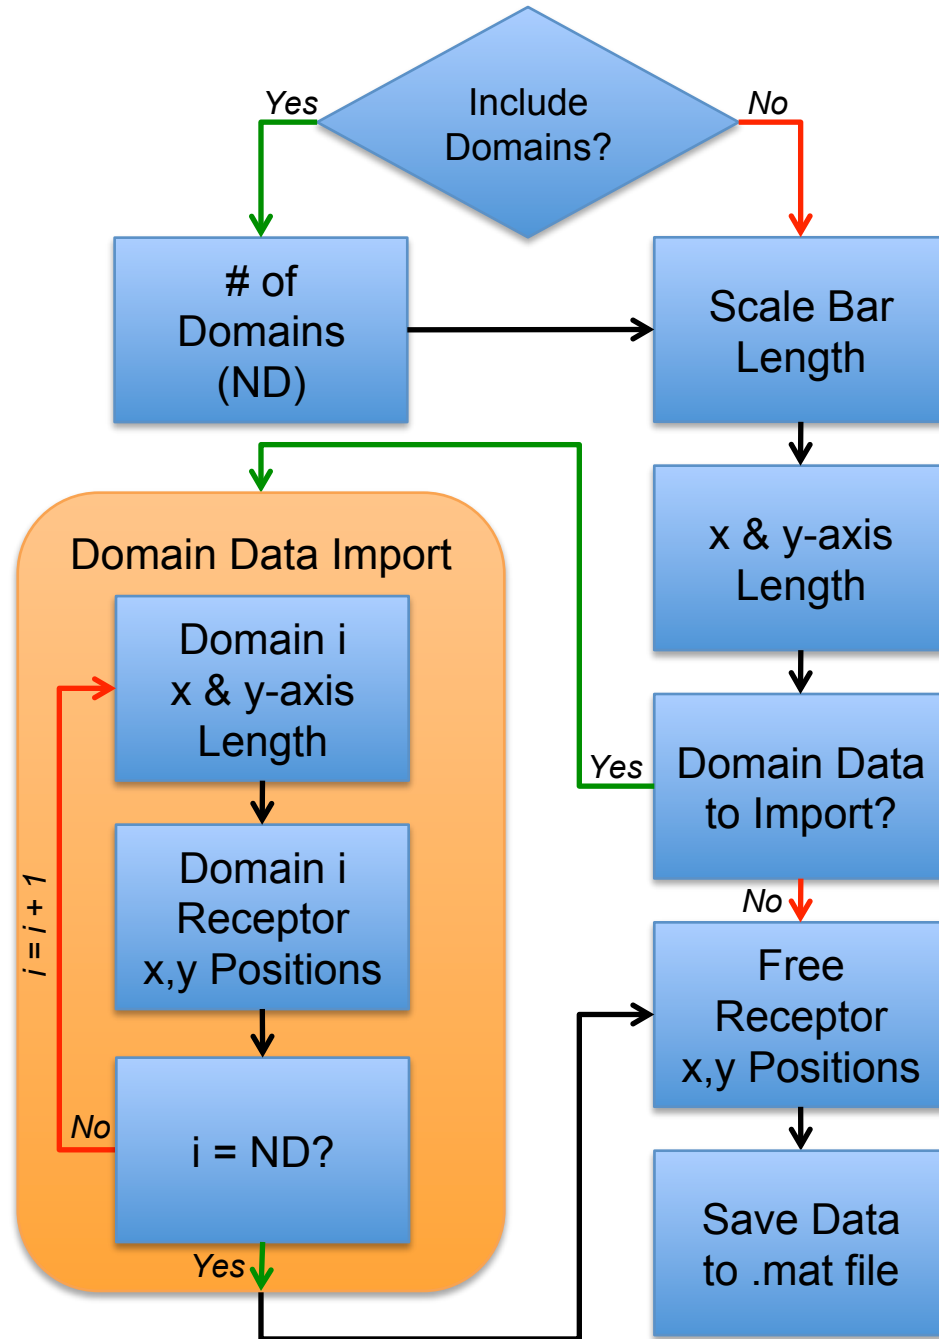 Include
Domains?
Yes
No
# of
Domains
(ND)
Scale Bar
Length
x & y-axis
Length
Domain Data
to Import?
Yes
No
Domain Data Import
Domain i
x & y-axis
Length
Domain i
Receptor
x,y Positions
i = ND?
No
i = i + 1
Yes
Free
Receptor
x,y Positions
Save Data
to .mat file